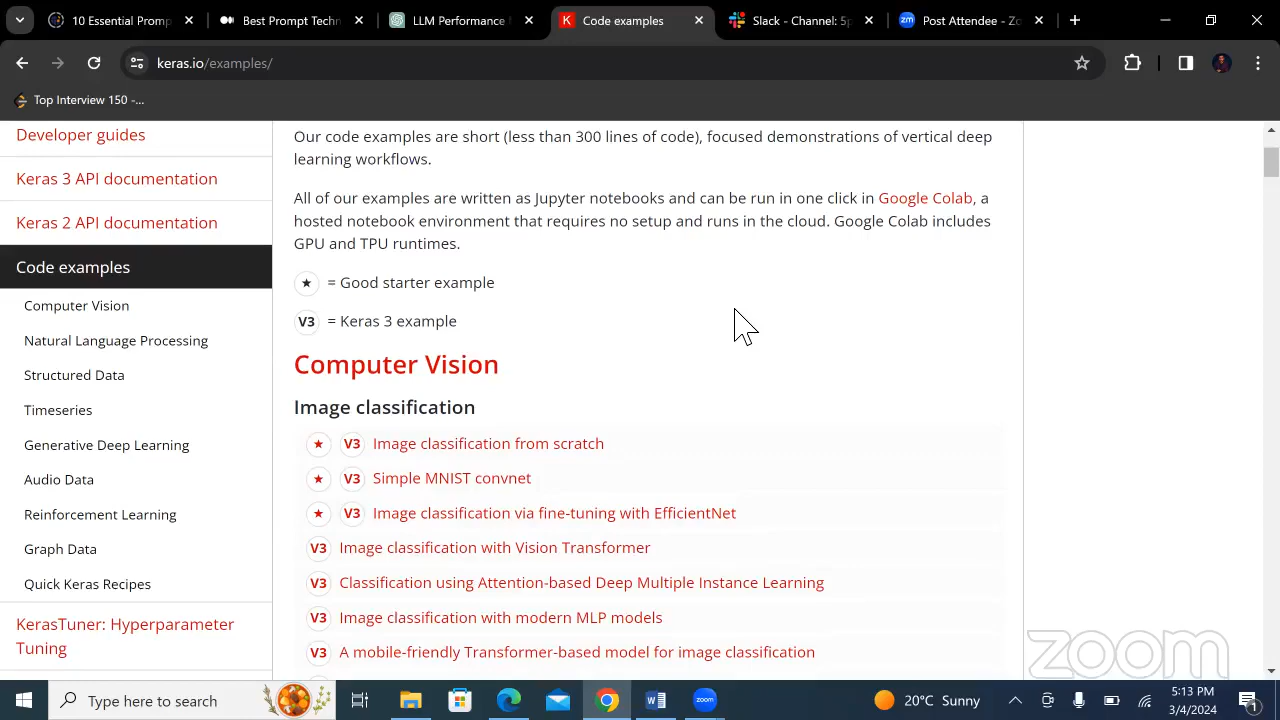 10 Essential Promp
Best Prompt Techn
LLM Performance
Code examples
Slack - Channel: 5p
Post Attendee - Zo
keras.io/examples/
Top Interview 150 -...
Developer guides
Keras 3 API documentation
Keras 2 API documentation
Code examples
Computer Vision
Natural Language Processing
Structured Data
Timeseries
Generative Deep Learning
Audio Data
Reinforcement Learning
Graph Data
Quick Keras Recipes
KerasTuner: Hyperparameter
Tuning
Our code examples are short (less than 300 lines of code), focused demonstrations of vertical deep
learning workflows.
All of our examples are written as Jupyter notebooks and can be run in one click in Google Colab, a
hosted notebook environment that requires no setup and runs in the cloud. Google Colab includes
GPU and TPU runtimes.
★ = Good starter example
V3 = Keras 3 example
Computer Vision
Image classification
★ V3 Image classification from scratch
★ V3 Simple MNIST convnet
★ V3 Image classification via fine-tuning with EfficientNet
V3 Image classification with Vision Transformer
V3 Classification using Attention-based Deep Multiple Instance Learning
V3 Image classification with modern MLP models
V3 A mobile-friendly Transformer-based model for image classification
zoom
Type here to search
zm
20°C Sunny
5:13 PM
3/4/2024
1